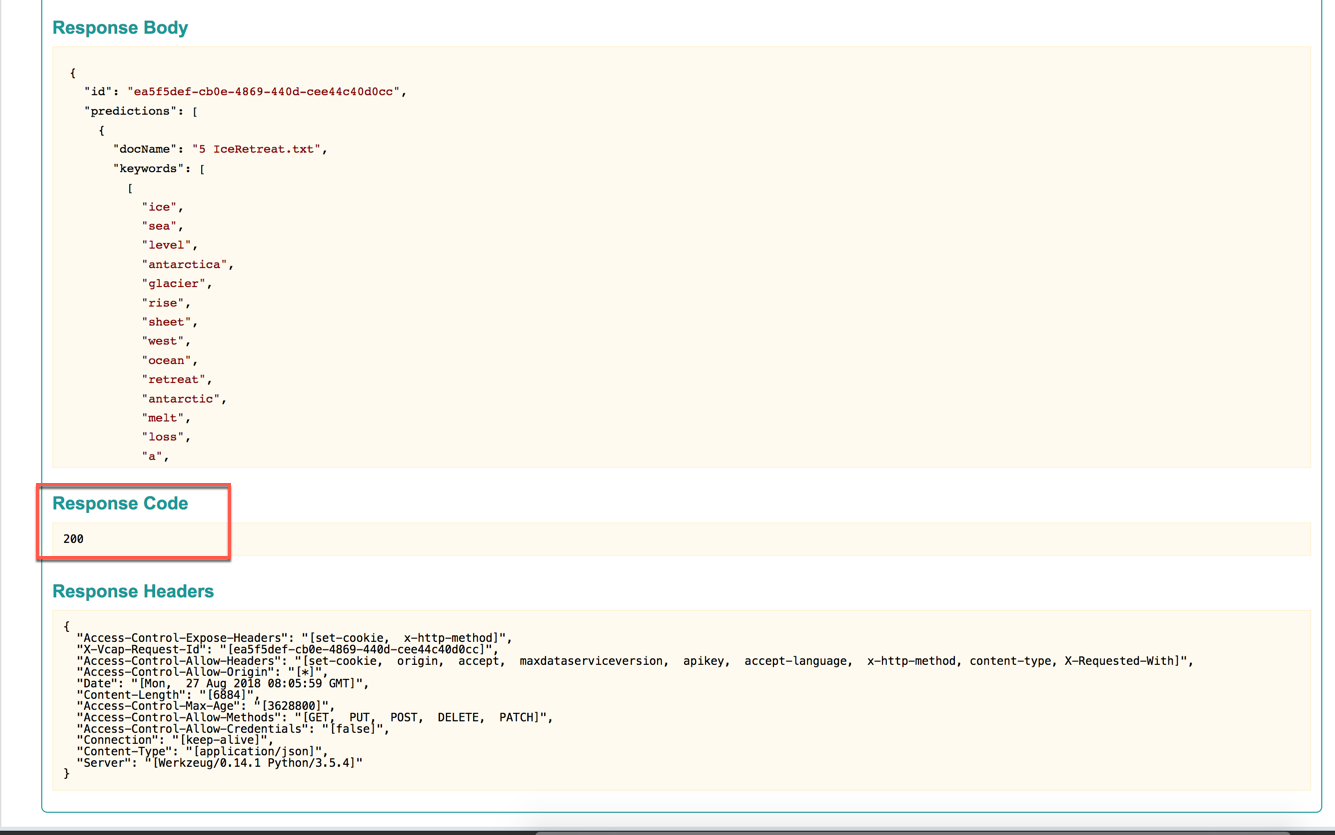 Response Body
{
"id": "ea5f5def-cb0e-4869-440d-cee44c40d0cc",
"predictions": [
{
"docName": "5 IceRetreat.txt",
"keywords": [
[
"ice",
"sea",
"level",
"antarctica",
"glacier",
"rise",
"sheet",
"west",
"ocean",
"retreat",
"antarctic",
"melt",
"loss",
"a",
Response Code
200
Response Headers
{
"Access-Control-Expose-Headers": "[set-cookie,  x-http-method]",
"X-Vcap-Request-Id": "[ea5f5def-cb0e-4869-440d-cee44c40d0cc]",
"Access-Control-Allow-Headers": "[set-cookie,  origin,  accept,  maxdataserviceversion,  apikey,  accept-language,  x-http-method, content-type, X-Requested-With]",
"Access-Control-Allow-Origin": "[*]",
"Date": "[Mon,  27 Aug 2018 08:05:59 GMT]",
"Content-Length": "[6884]",
"Access-Control-Max-Age": "[3628800]",
"Access-Control-Allow-Methods": "[GET,  PUT,  POST,  DELETE,  PATCH]",
"Access-Control-Allow-Credentials": "[false]",
"Connection": "[keep-alive]",
"Content-Type": "[application/json]",
"Server": "[Werkzeug/0.14.1 Python/3.5.4]"
}